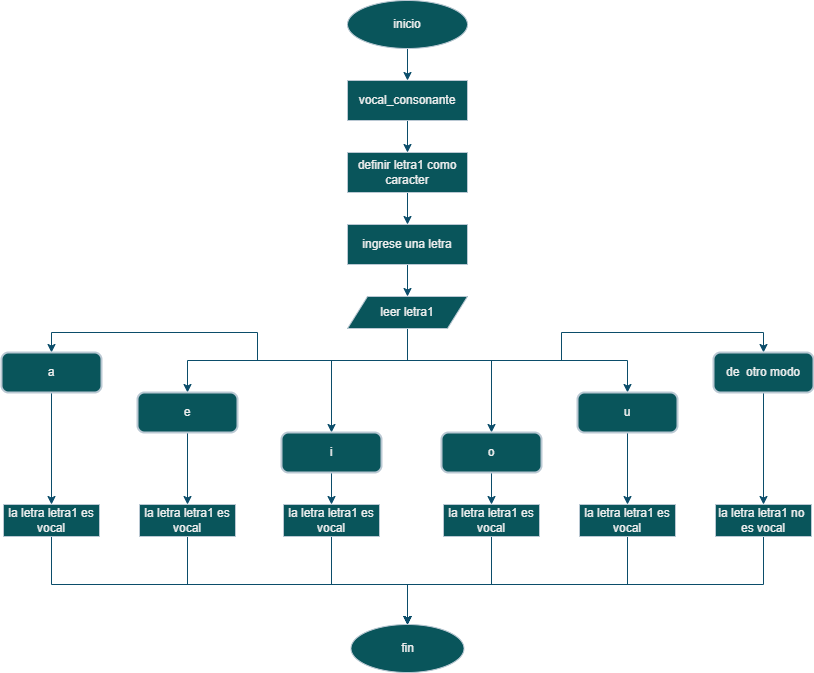 inicio
vocal_consonante
definir letra1 como
caracter
ingrese una letra
leer letra1
a
e
i
o
u
de otro modo
la letra letra1 es
vocal
la letra letra1 es
vocal
la letra letra1 es
vocal
la letra letra1 es
vocal
la letra letra1 es
vocal
la letra letra1 no
es vocal
fin